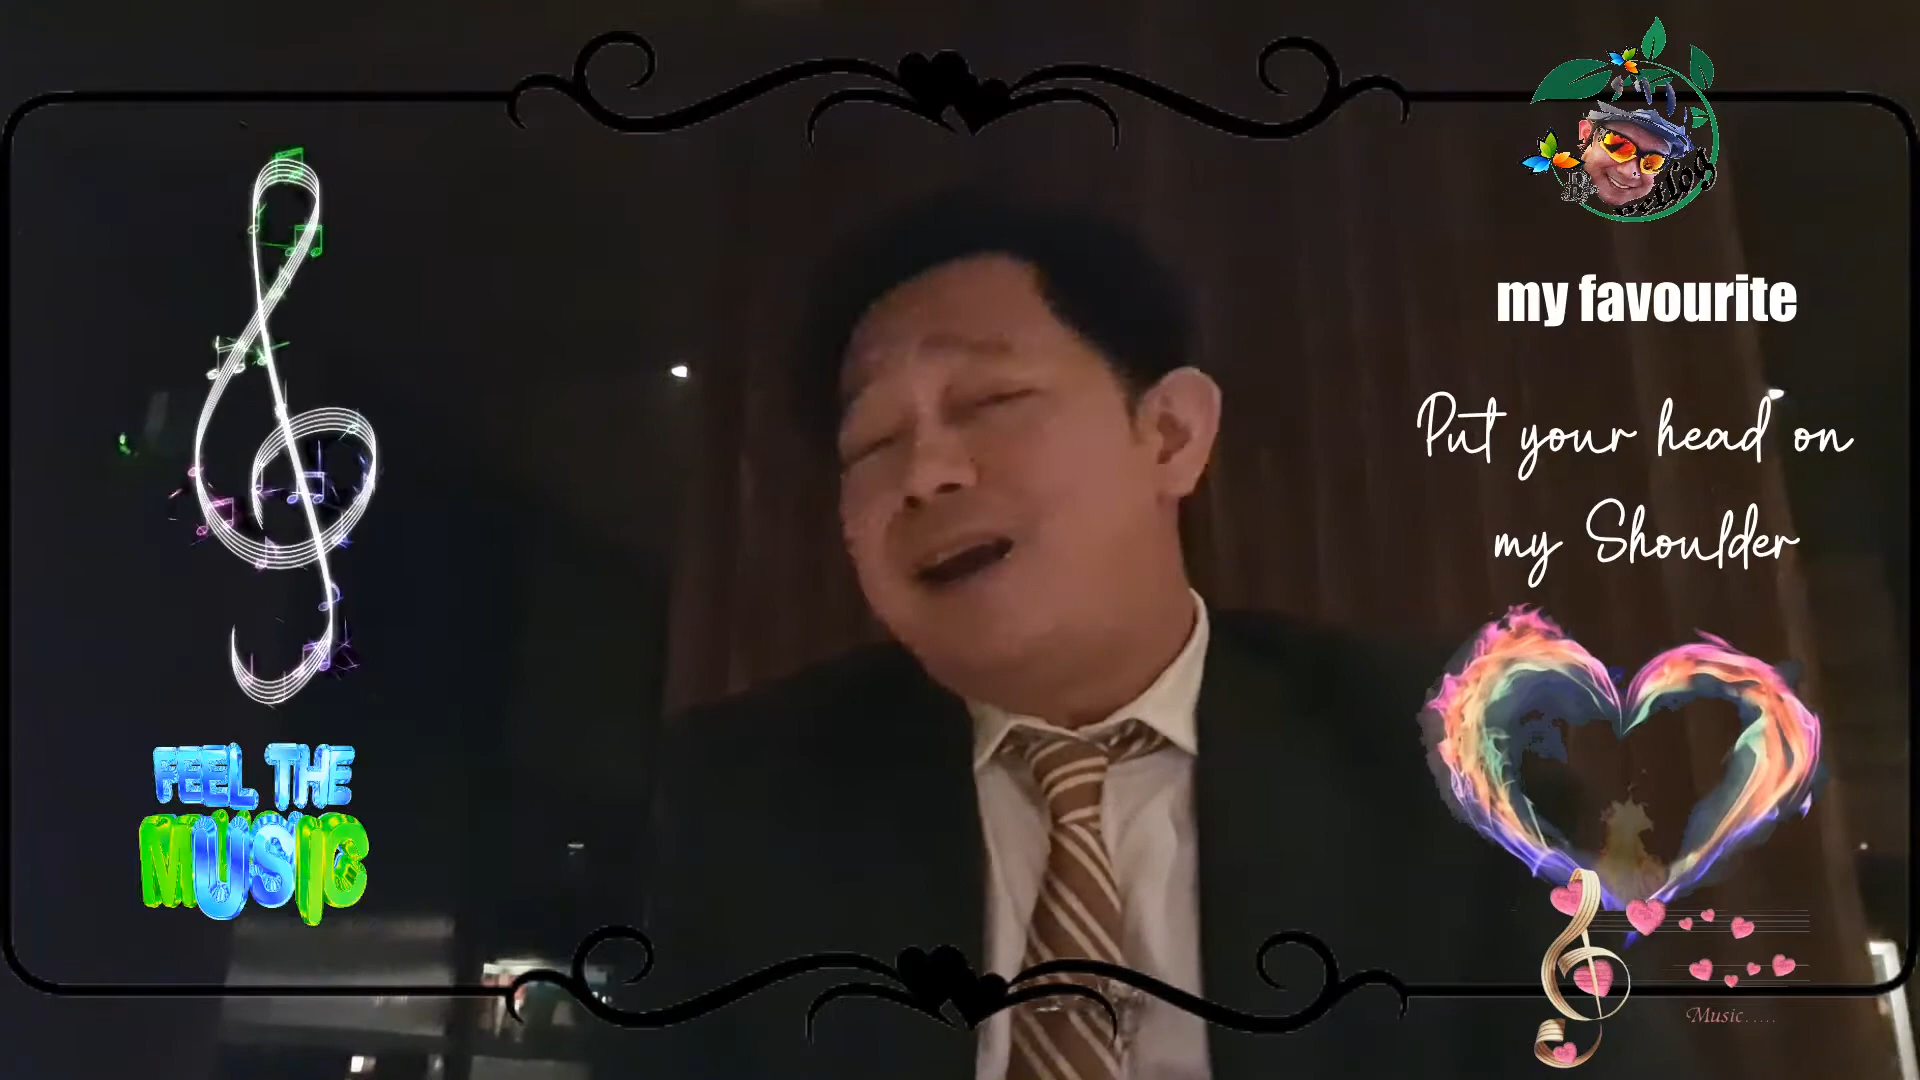 my favourite
Put your head on
my Shoulder
FEEL THE
MUSIC
Music.....